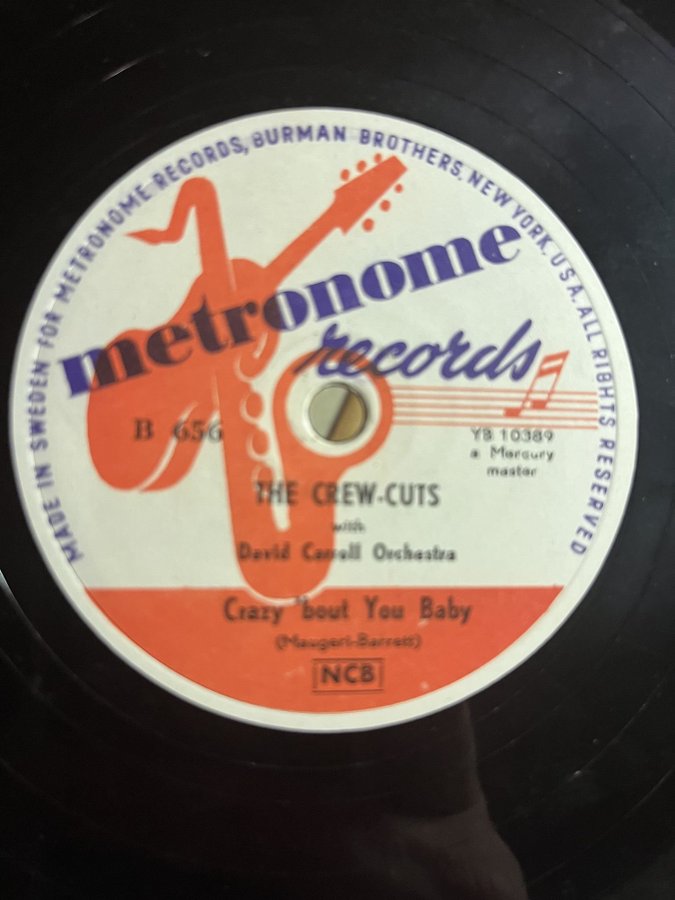 MADE IN SWEDEN FOR METRONOME RECORDS, BURMAN BROTHERS, NEW YORK, U.S.A. ALL RIGHTS RESERVED
metronome
records
B 656
YB 10389
a Mercury
master
THE CREW-CUTS
with
David Carroll Orchestra
Crazy 'bout You Baby
(Maugeri-Barrett)
NCB